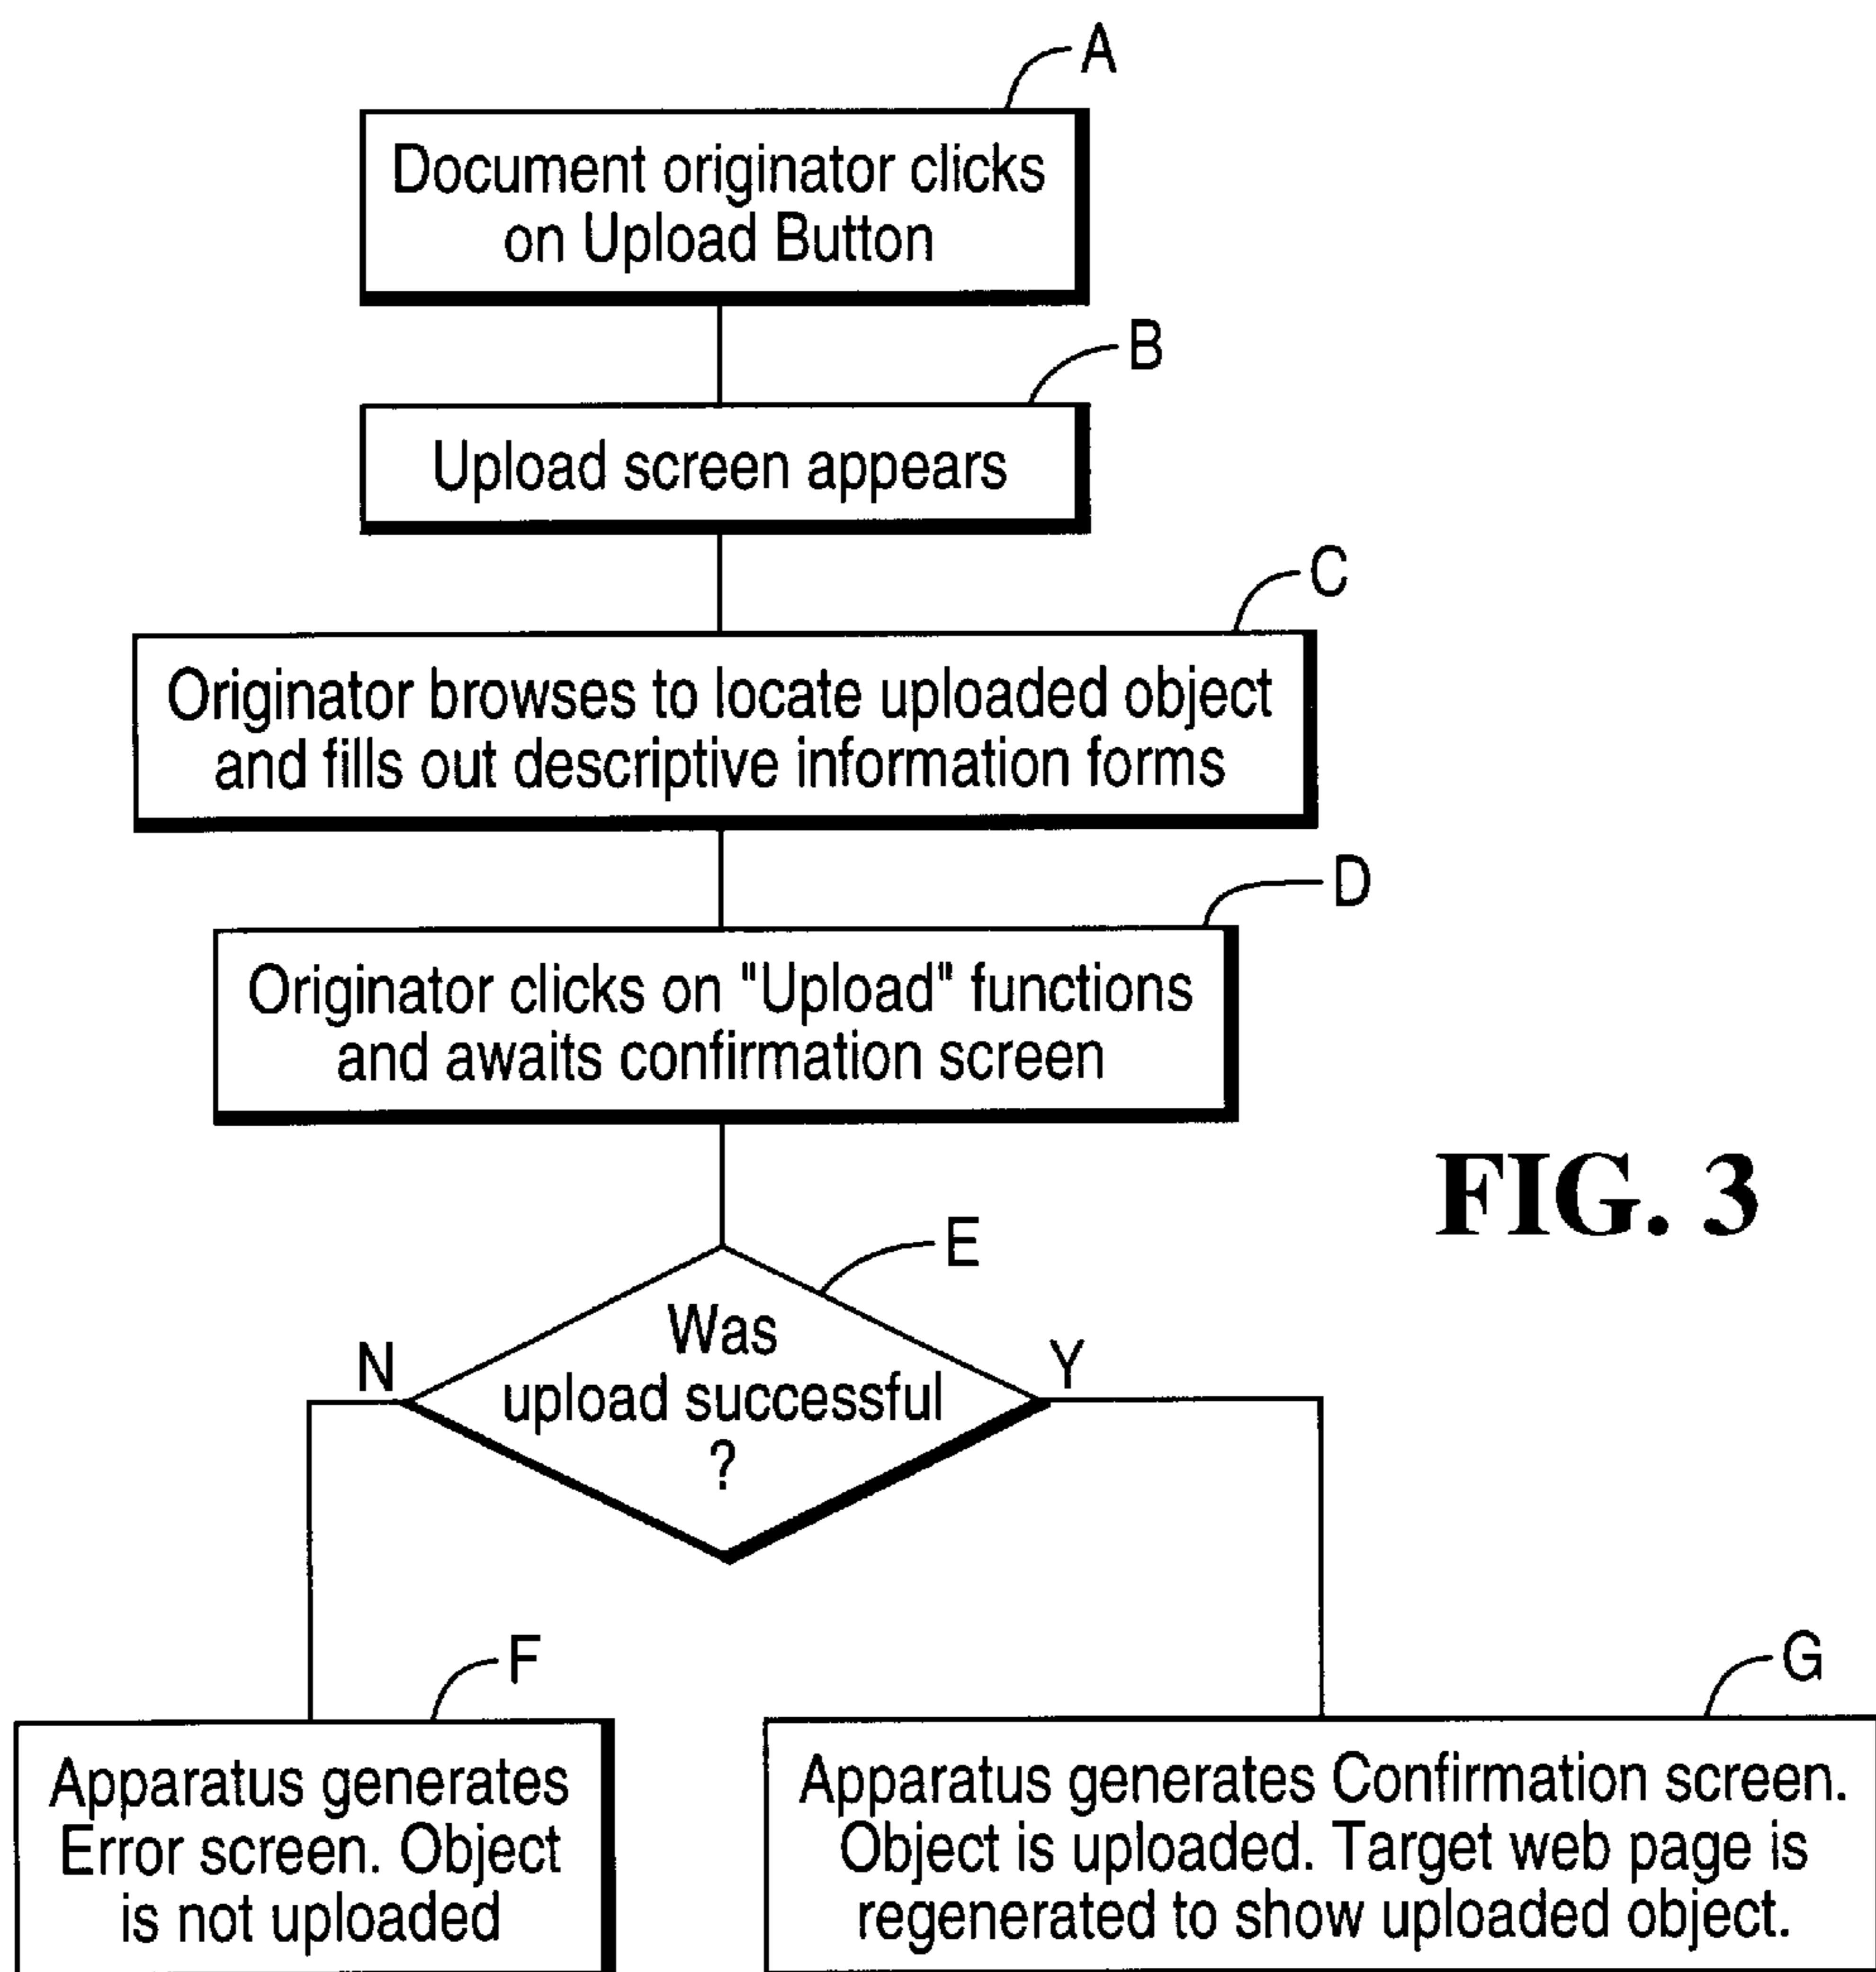 A
Document originator clicks
on Upload Button
B
Upload screen appears
C
Originator browses to locate uploaded object
and fills out descriptive information forms
D
Originator clicks on "Upload" functions
and awaits confirmation screen
FIG. 3
E
Was
upload successful
?
N
Y
F
Apparatus generates
Error screen. Object
is not uploaded
G
Apparatus generates Confirmation screen.
Object is uploaded. Target web page is
regenerated to show uploaded object.